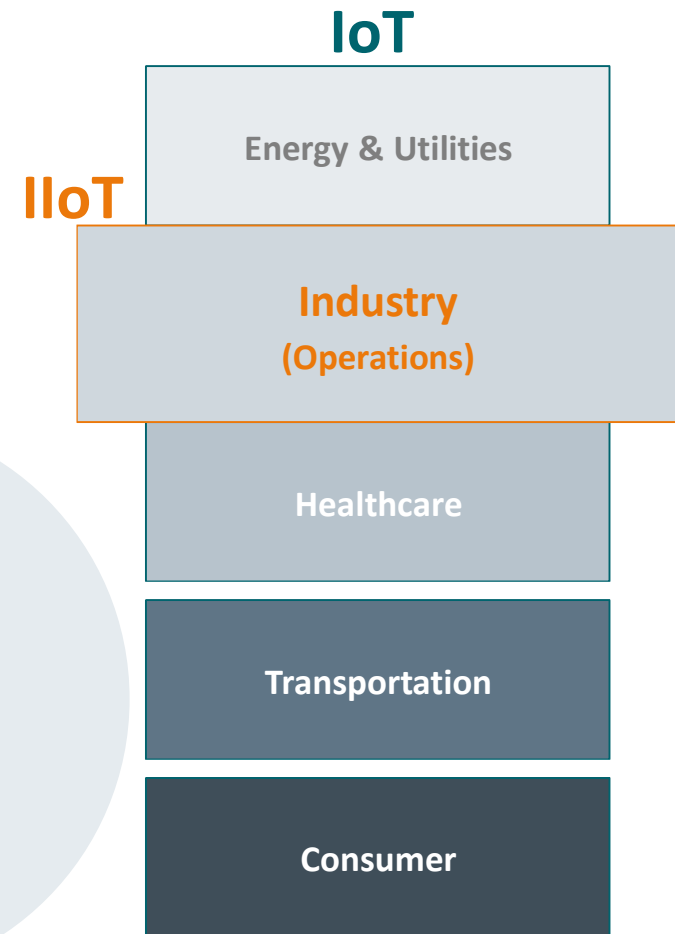 IoT
Energy & Utilities
IIoT
Industry
(Operations)
Healthcare
Transportation
Consumer